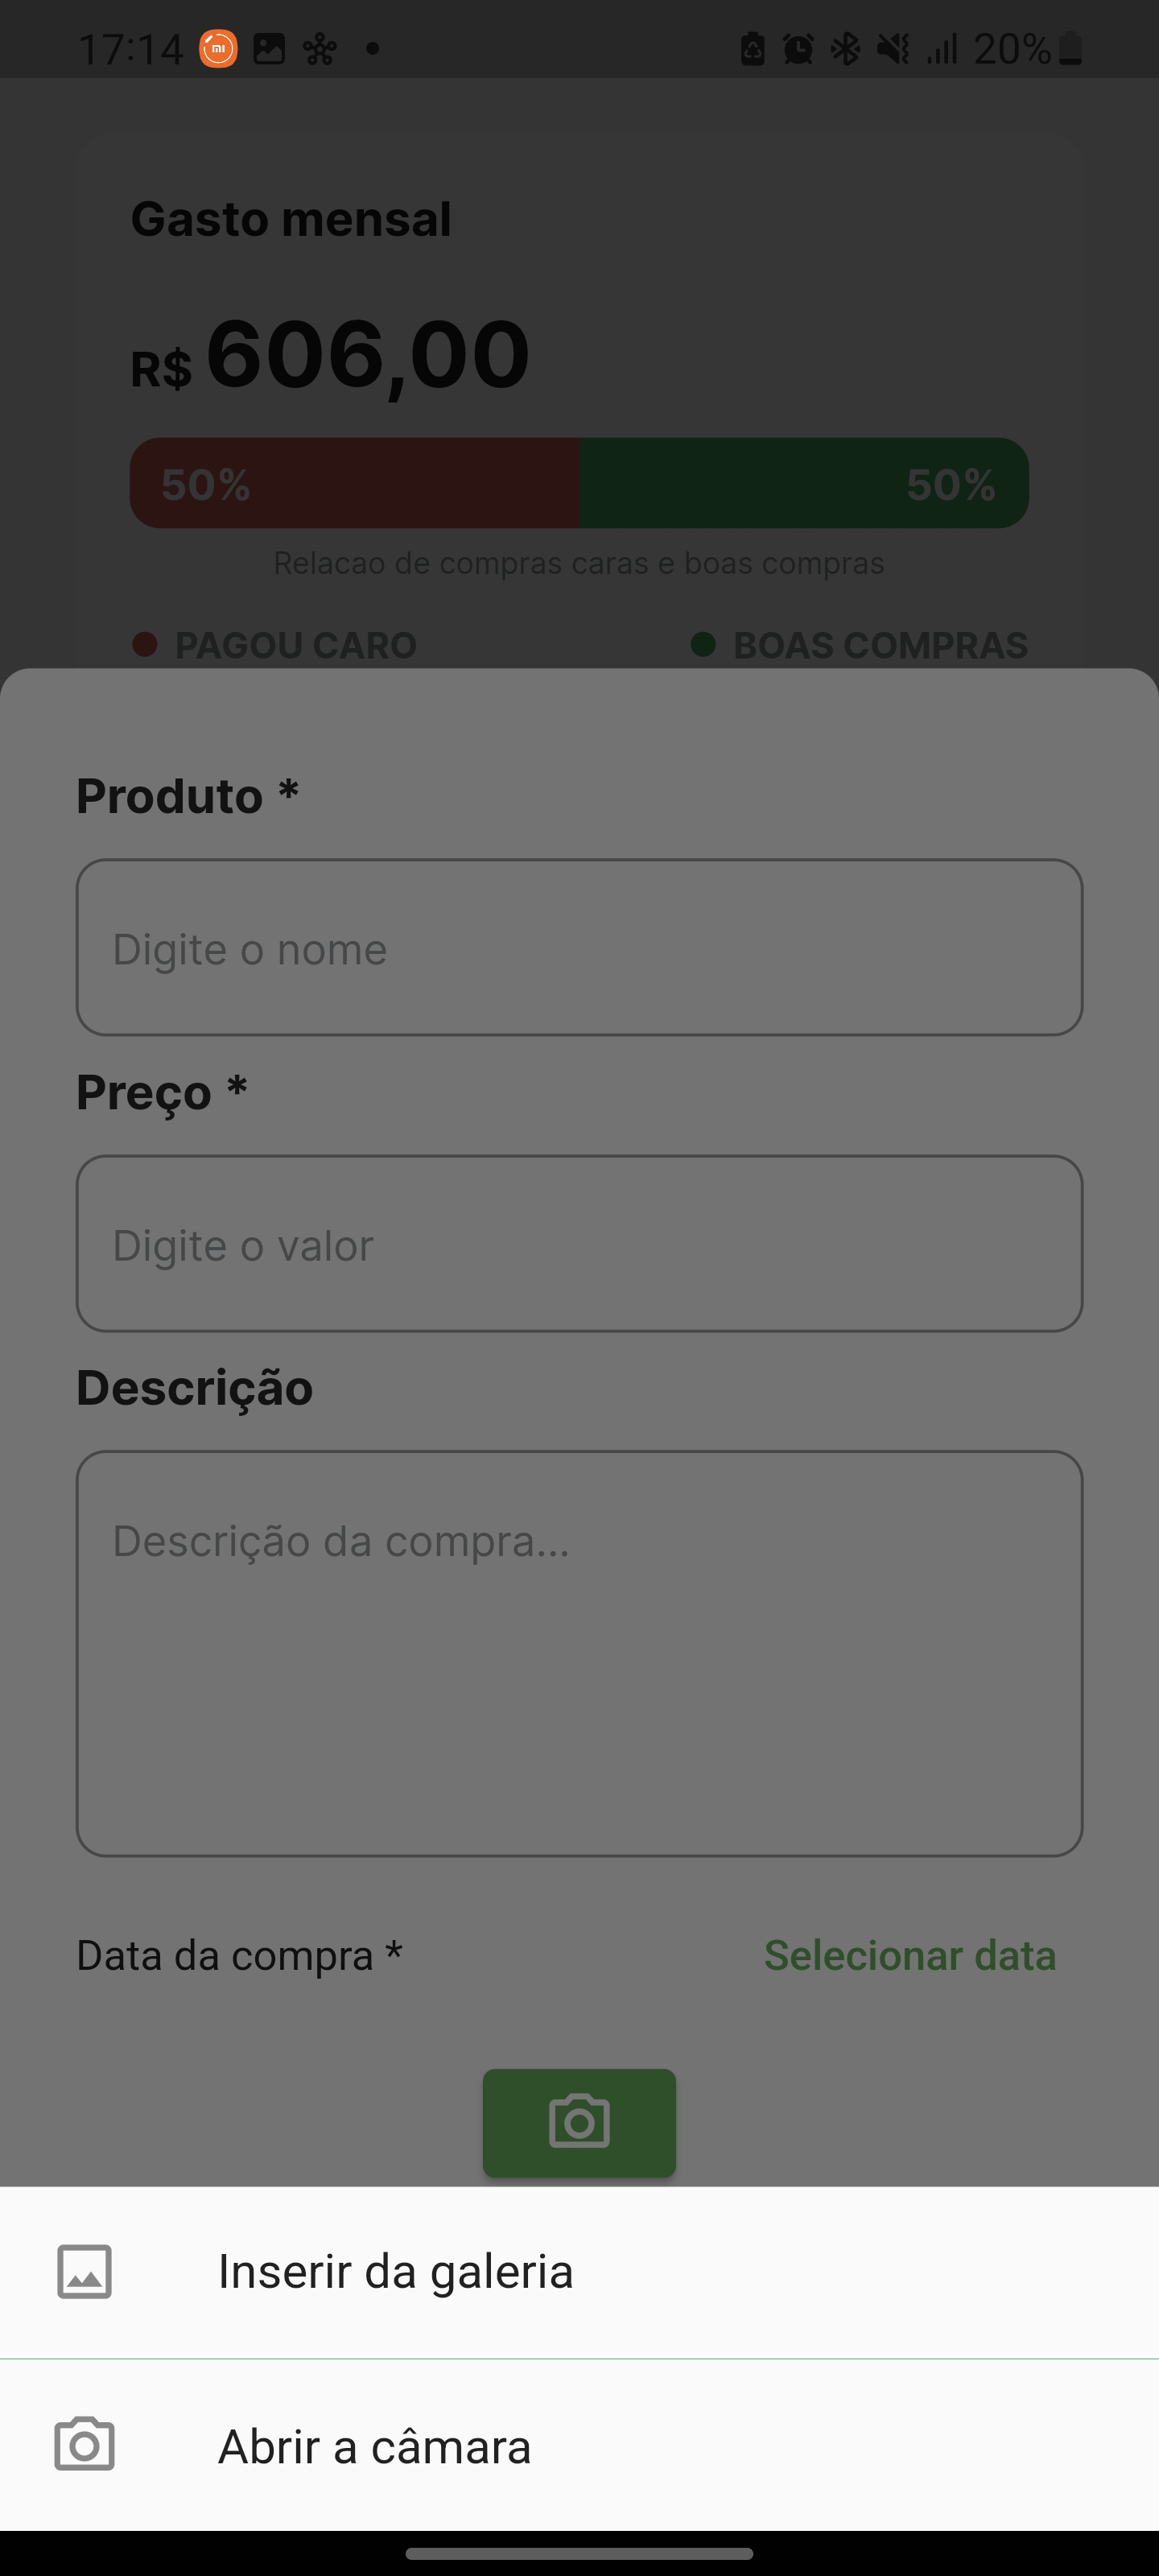 17:14 20%
Gasto mensal
R$ 606,00
50% 50%
Relacao de compras caras e boas compras
PAGOU CARO BOAS COMPRAS
Produto *
Digite o nome
Preço *
Digite o valor
Descrição
Descrição da compra...
Data da compra * Selecionar data
Inserir da galeria
Abrir a câmara